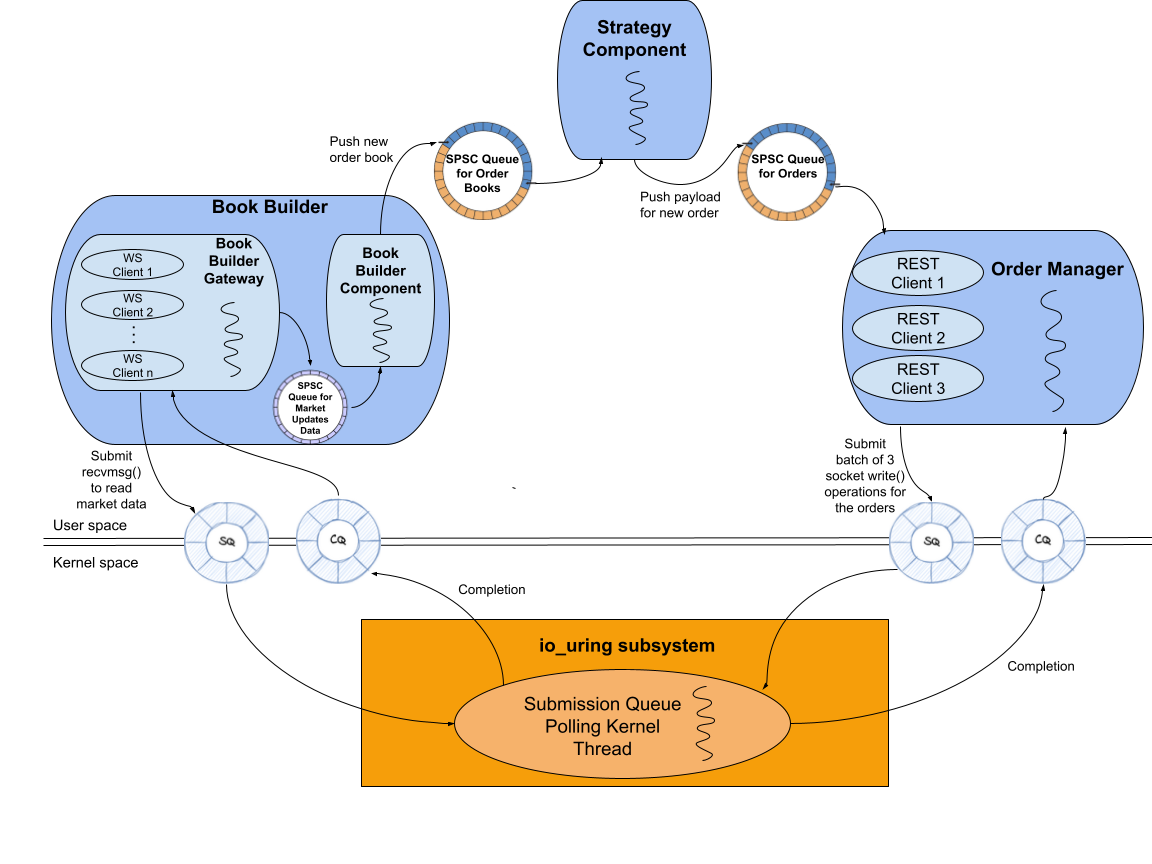 Strategy
Component
Push new
order book
SPSC Queue
for Order
Books
SPSC Queue
for Orders
Push payload
for new order
Book Builder
WS
Client 1
WS
Client 2
WS
Client n
Book
Builder
Gateway
Book
Builder
Component
SPSC
Queue for
Market
Updates
Data
REST
Client 1
REST
Client 2
REST
Client 3
Order Manager
Submit
recvmsg()
to read
market data
Submit
batch of 3
socket write()
operations for
the orders
User space
Kernel space
SQ
CQ
SQ
CQ
Completion
Completion
io_uring subsystem
Submission Queue
Polling Kernel
Thread